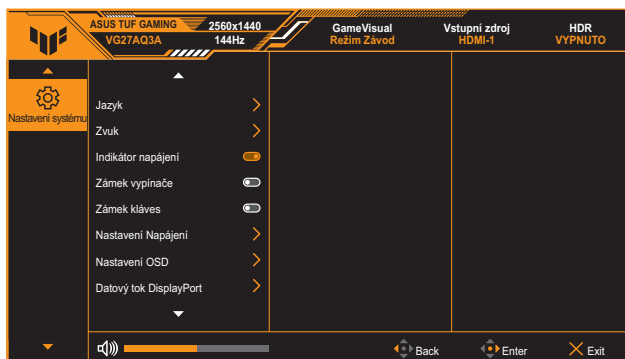 ASUS TUF GAMING 2560x1440 GameVisual Vstupní zdroj HDR
VG27AQ3A 144Hz Režim Závod HDMI-1 VYPNUTO
Nastavení systému
Jazyk
Zvuk
Indikátor napájení
Zámek vypínače
Zámek kláves
Nastavení Napájení
Nastavení OSD
Datový tok DisplayPort
Back Enter Exit